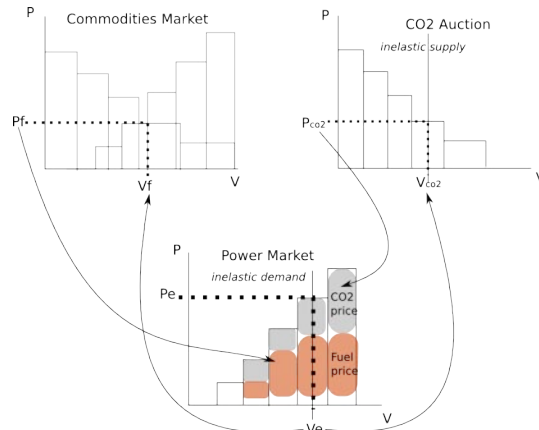 Commodities Market
P
Pf
Vf
V
CO2 Auction
P
inelastic supply
Pco2
Vco2
V
Power Market
P
inelastic demand
Pe
CO2
price
Fuel
price
V
Ve